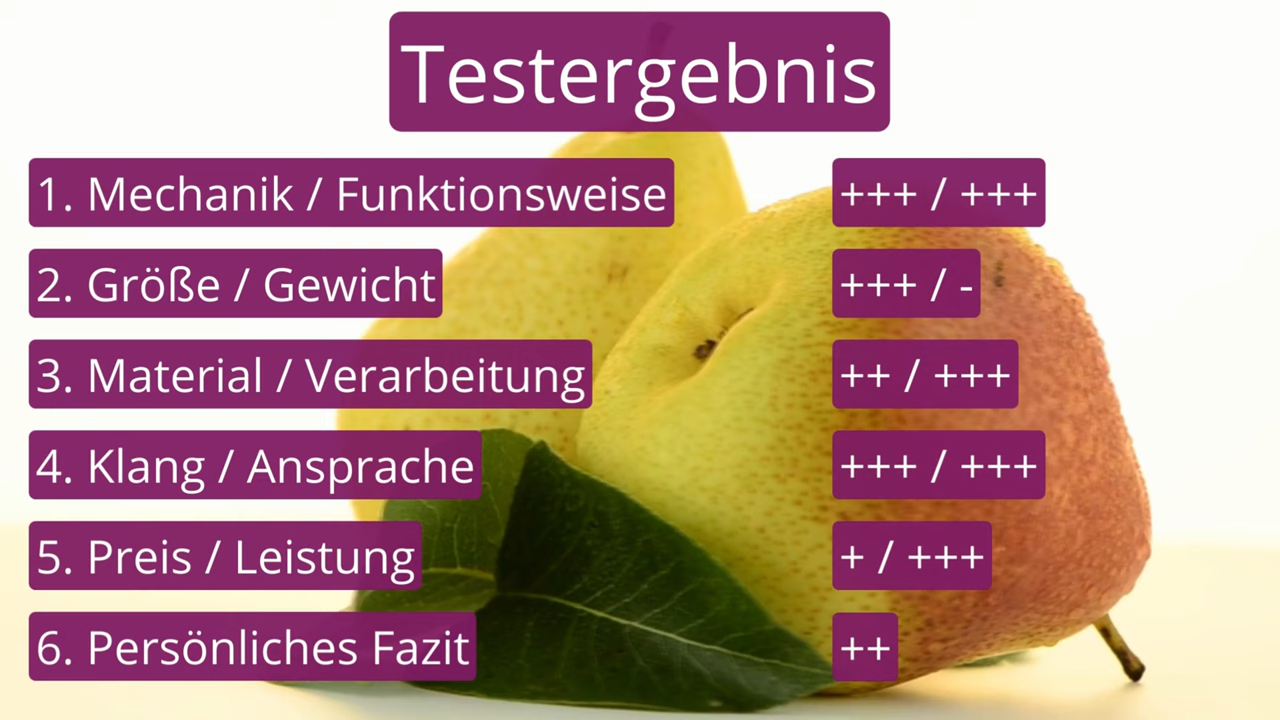 Testergebnis
1. Mechanik / Funktionsweise +++ / +++
2. Größe / Gewicht +++ / -
3. Material / Verarbeitung ++ / +++
4. Klang / Ansprache +++ / +++
5. Preis / Leistung + / +++
6. Persönliches Fazit ++